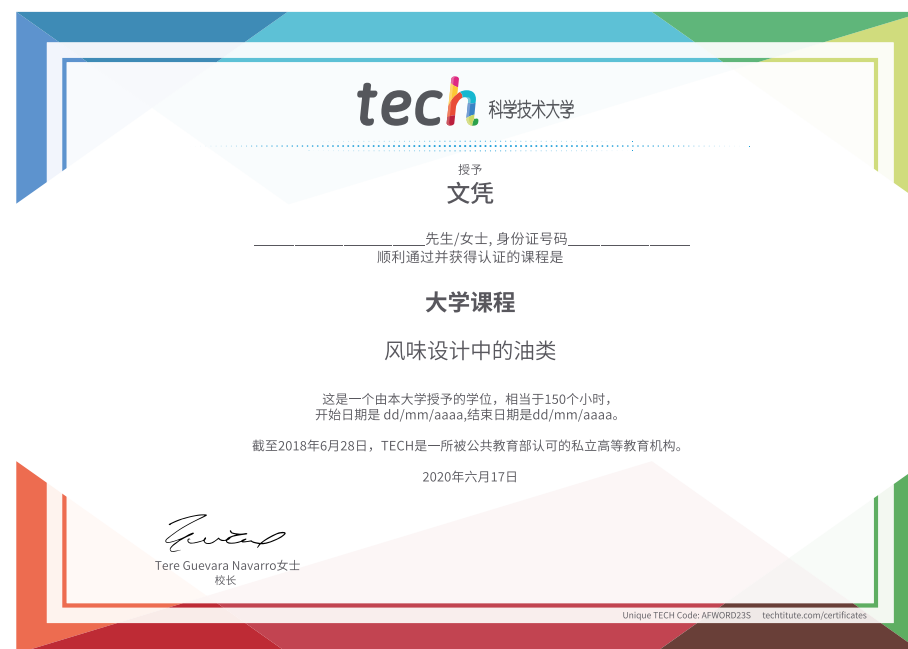 tech 科学技术大学
授予
文凭
______________________先生/女士, 身份证号码_______________
顺利通过并获得认证的课程是
大学课程
风味设计中的油类
这是一个由本大学授予的学位，相当于150个小时，
开始日期是 dd/mm/aaaa,结束日期是dd/mm/aaaa。
截至2018年6月28日，TECH是一所被公共教育部认可的私立高等教育机构。
2020年六月17日
Tere Guevara Navarro女士
校长
Unique TECH Code: AFWORD23S techtitute.com/certificates